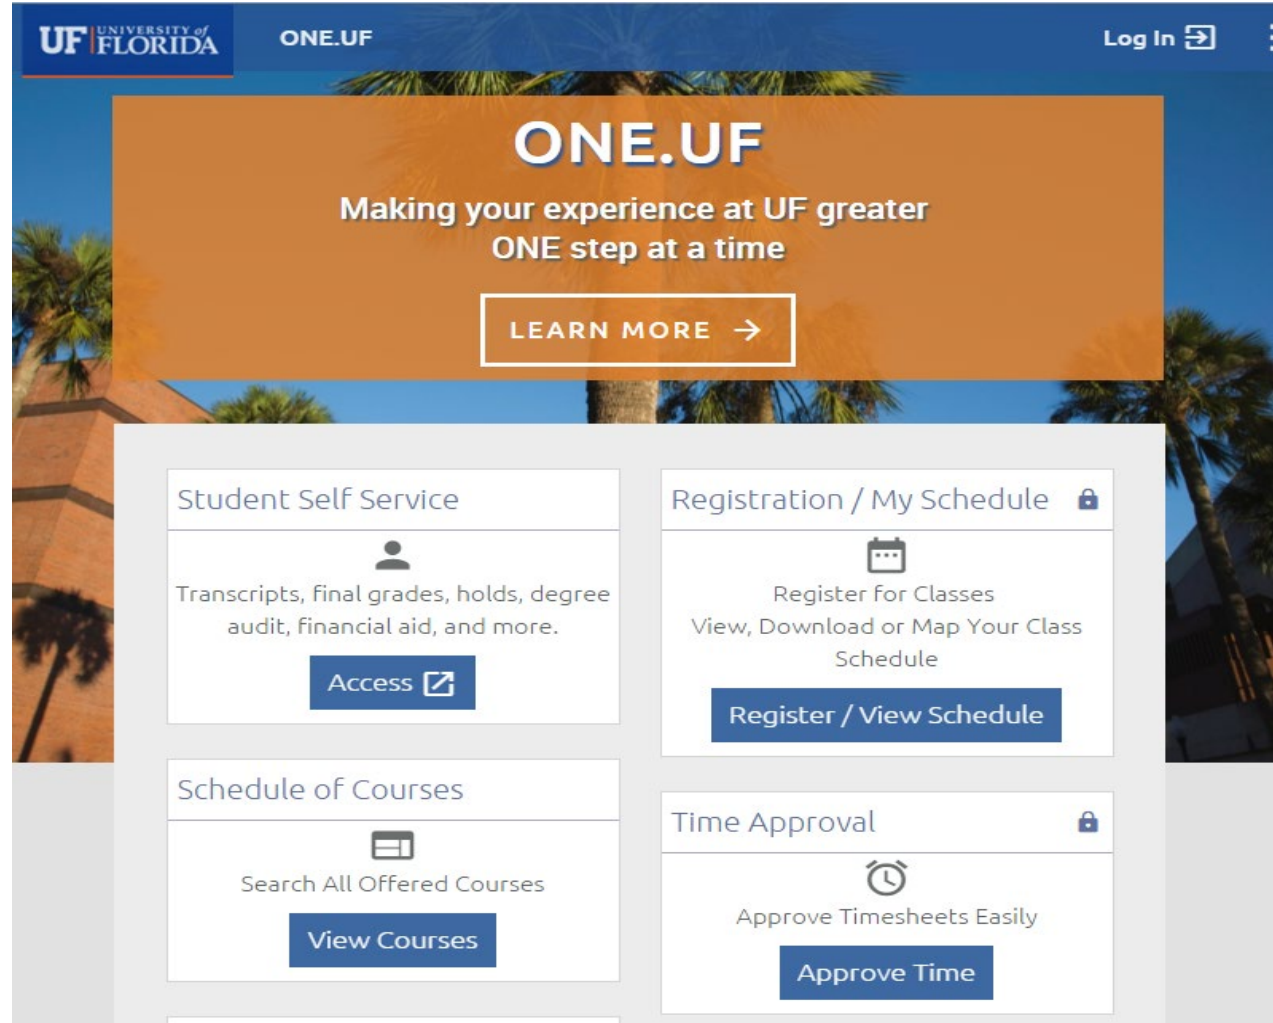 UF UNIVERSITY of
FLORIDA
ONE.UF
Log In
ONE.UF
Making your experience at UF greater
ONE step at a time
LEARN MORE
Student Self Service
Transcripts, final grades, holds, degree
audit, financial aid, and more.
Access
Registration / My Schedule
Register for Classes
View, Download or Map Your Class
Schedule
Register / View Schedule
Schedule of Courses
Search All Offered Courses
View Courses
Time Approval
Approve Timesheets Easily
Approve Time